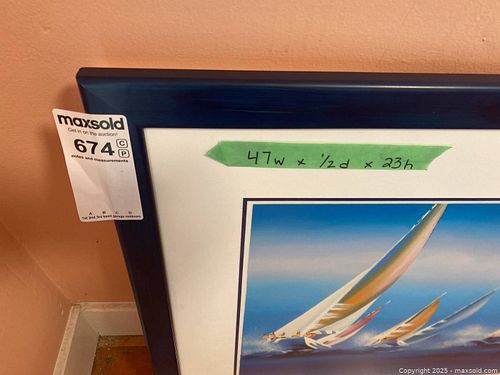 maxsold
Get in on the auction!
674 C
P
notes and measurements
A B C D
47w x 1/2d x 23h
Copyright 2025 - maxsold.com